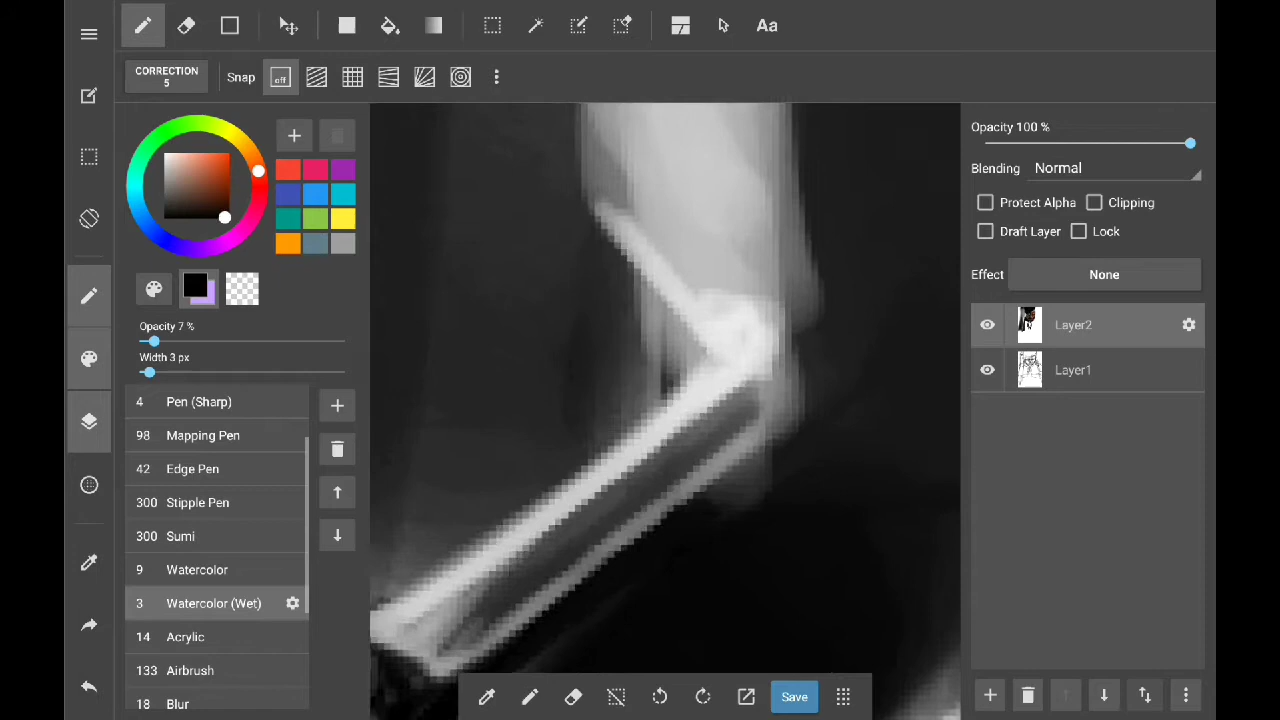 Aa
CORRECTION
5
Snap
off
Opacity 7 %
Width 3 px
4 Pen (Sharp)
98 Mapping Pen
42 Edge Pen
300 Stipple Pen
300 Sumi
9 Watercolor
3 Watercolor (Wet)
14 Acrylic
133 Airbrush
18 Blur
Save
Opacity 100 %
Blending Normal
Protect Alpha Clipping
Draft Layer Lock
Effect None
Layer2
Layer1